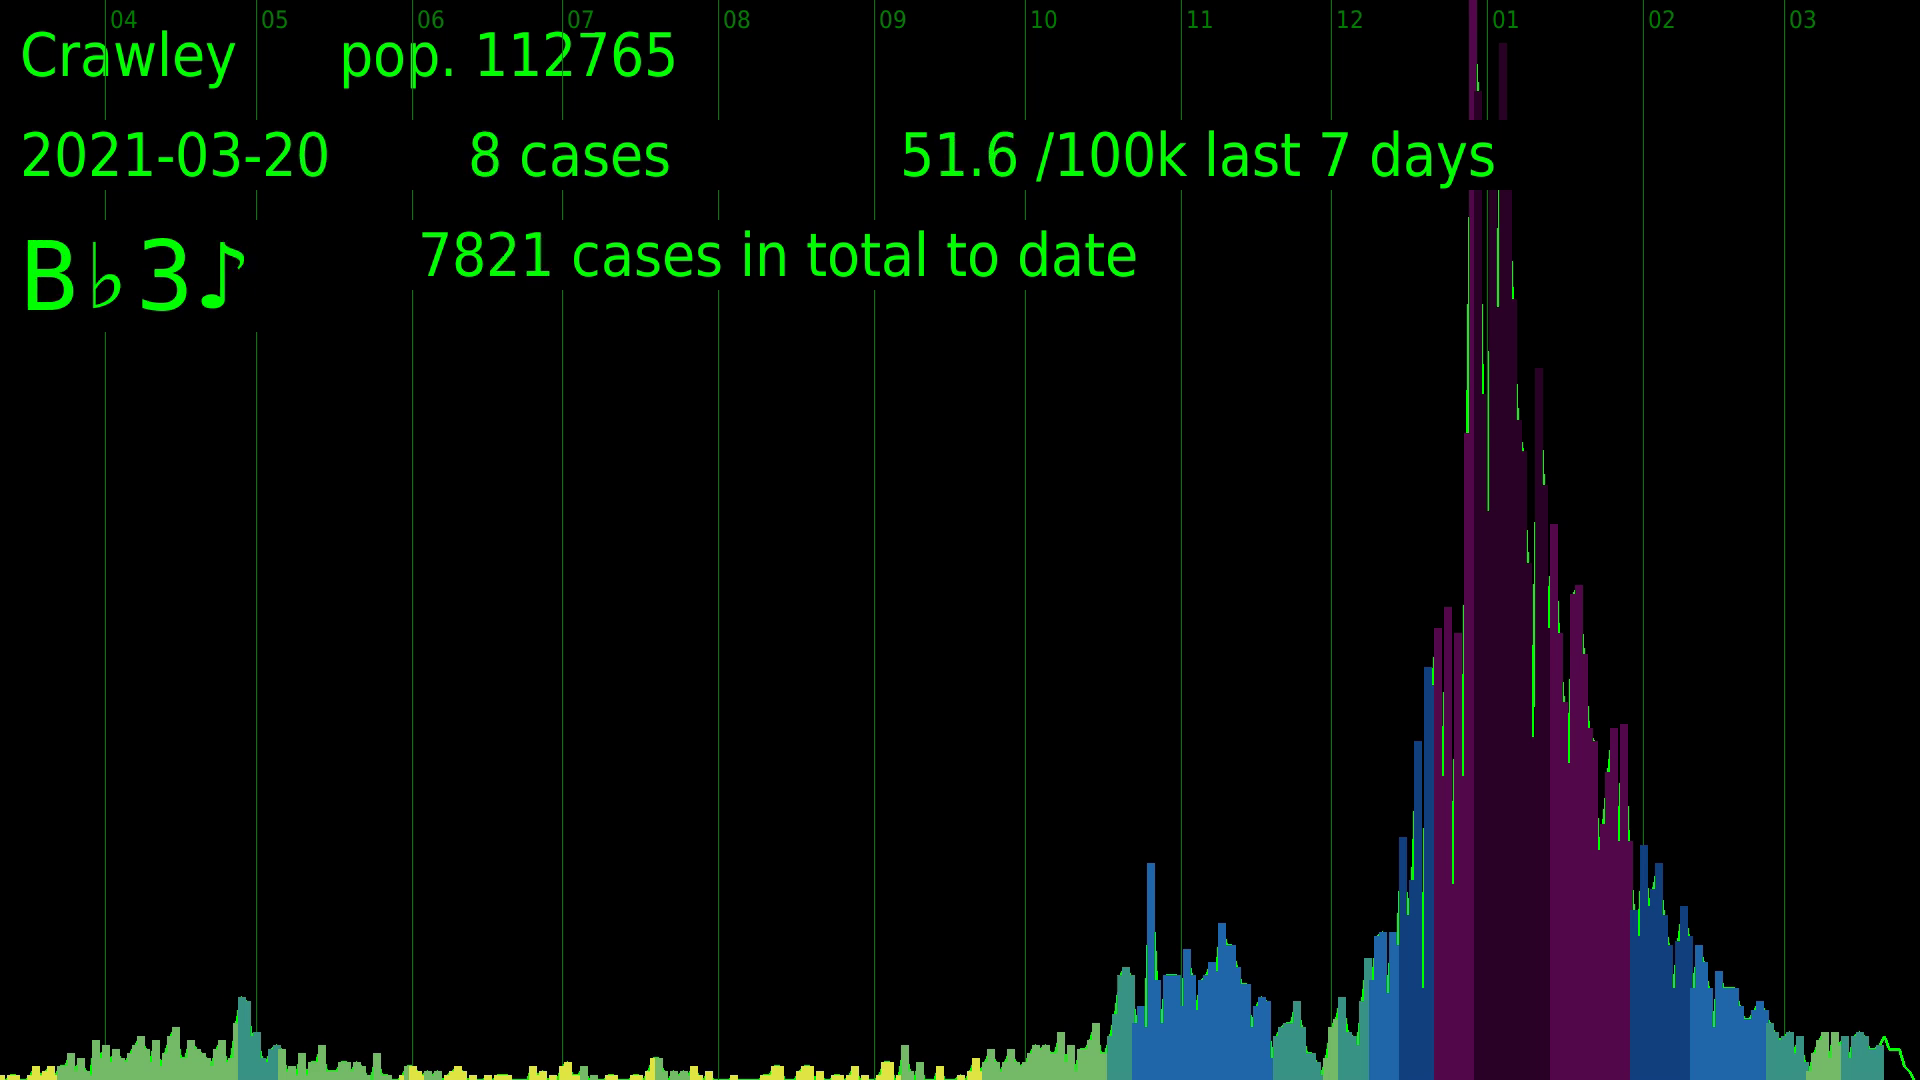 04 05 06 07 08 09 10 11 12 01 02 03
Crawley pop. 112765
2021-03-20 8 cases 51.6 /100k last 7 days
B♭3♪ 7821 cases in total to date